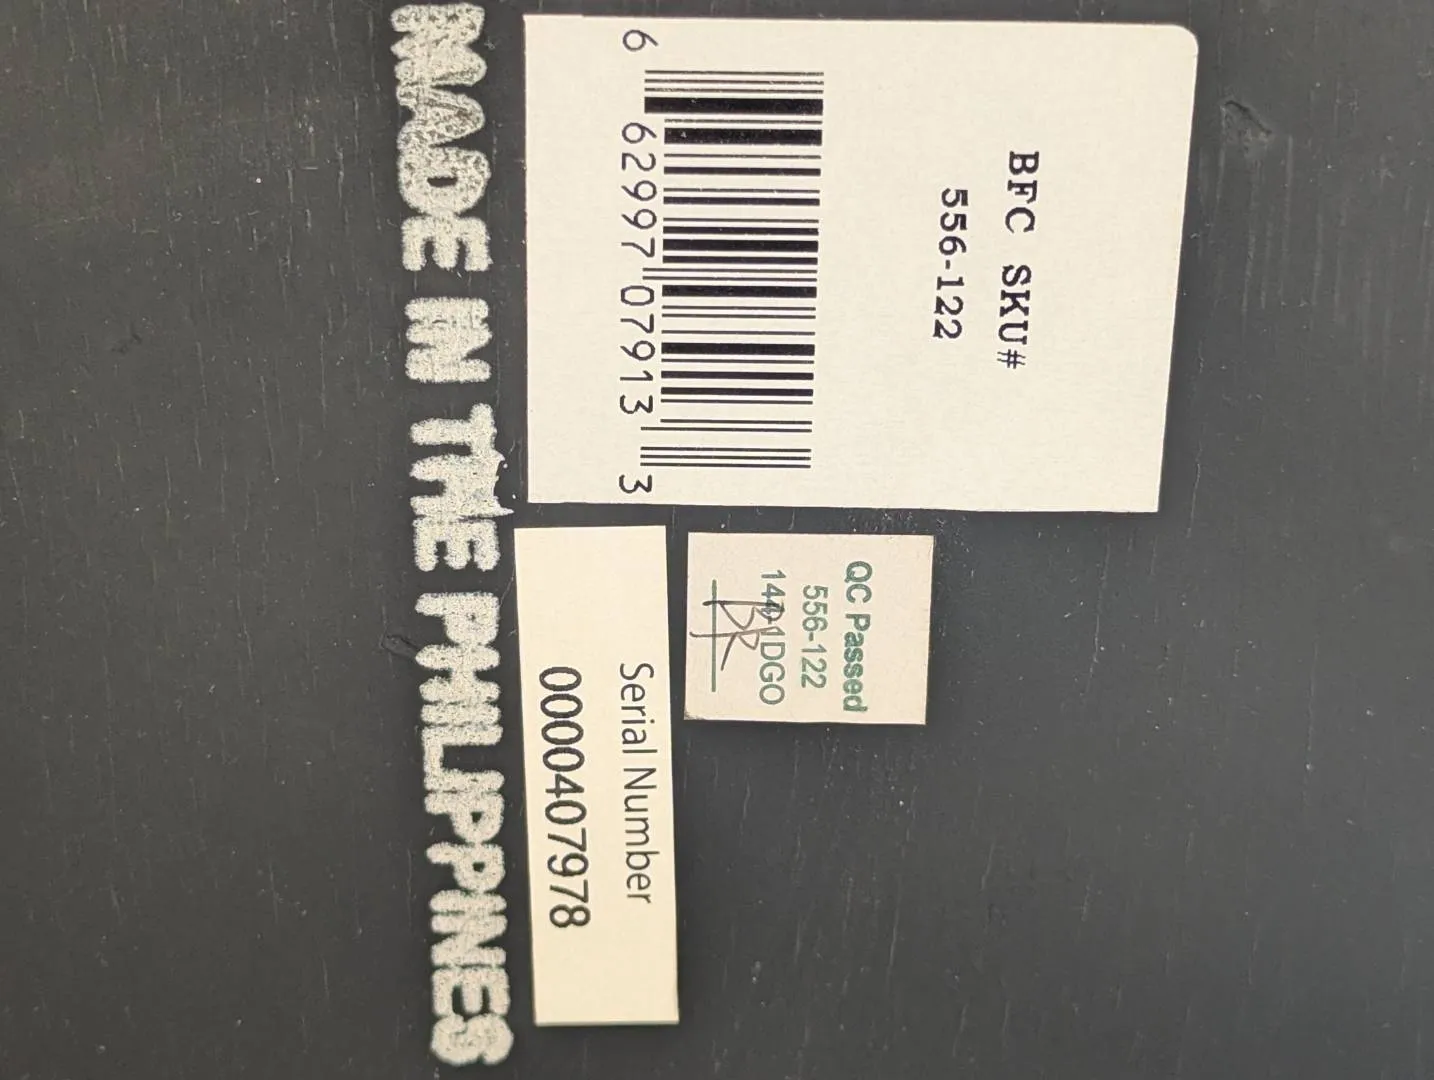 BFC SKU#
556-122
6 62997 07913 3
QC Passed
556-122
Serial Number
0000407978
MADE IN THE PHILIPPINES